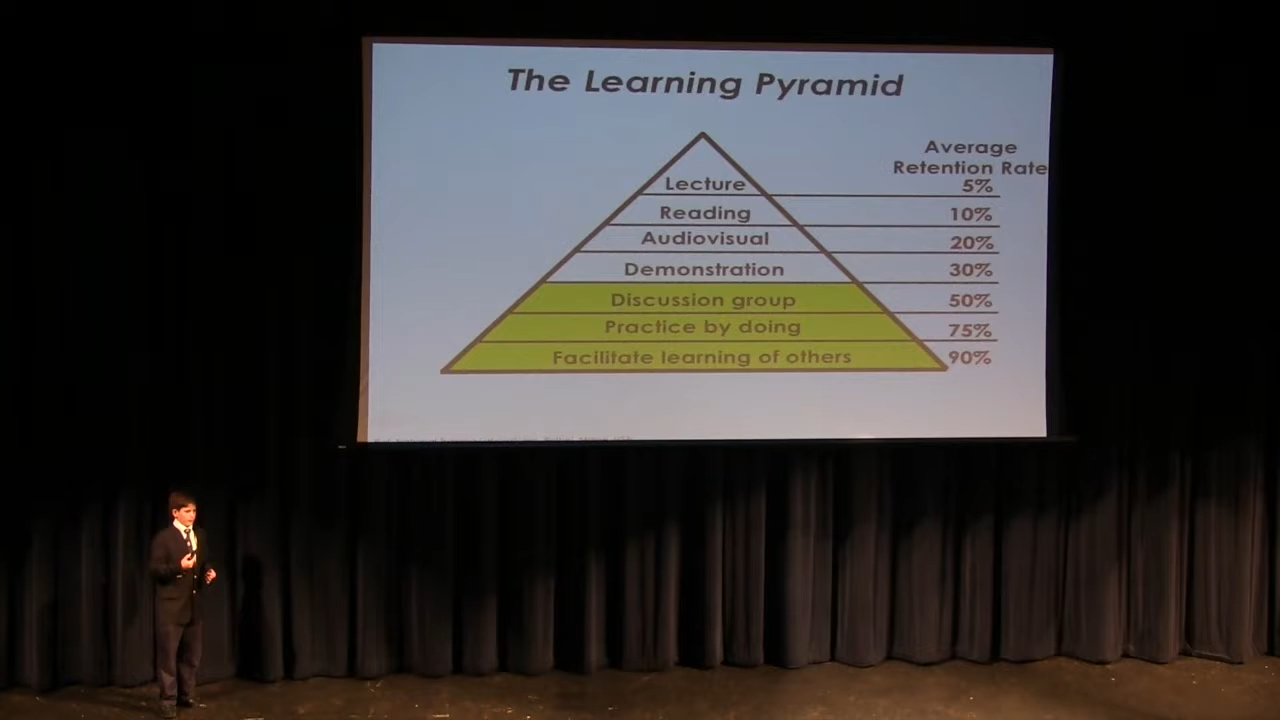 The Learning Pyramid
Average
Retention Rate
Lecture 5%
Reading 10%
Audiovisual 20%
Demonstration 30%
Discussion group 50%
Practice by doing 75%
Facilitate learning of others 90%